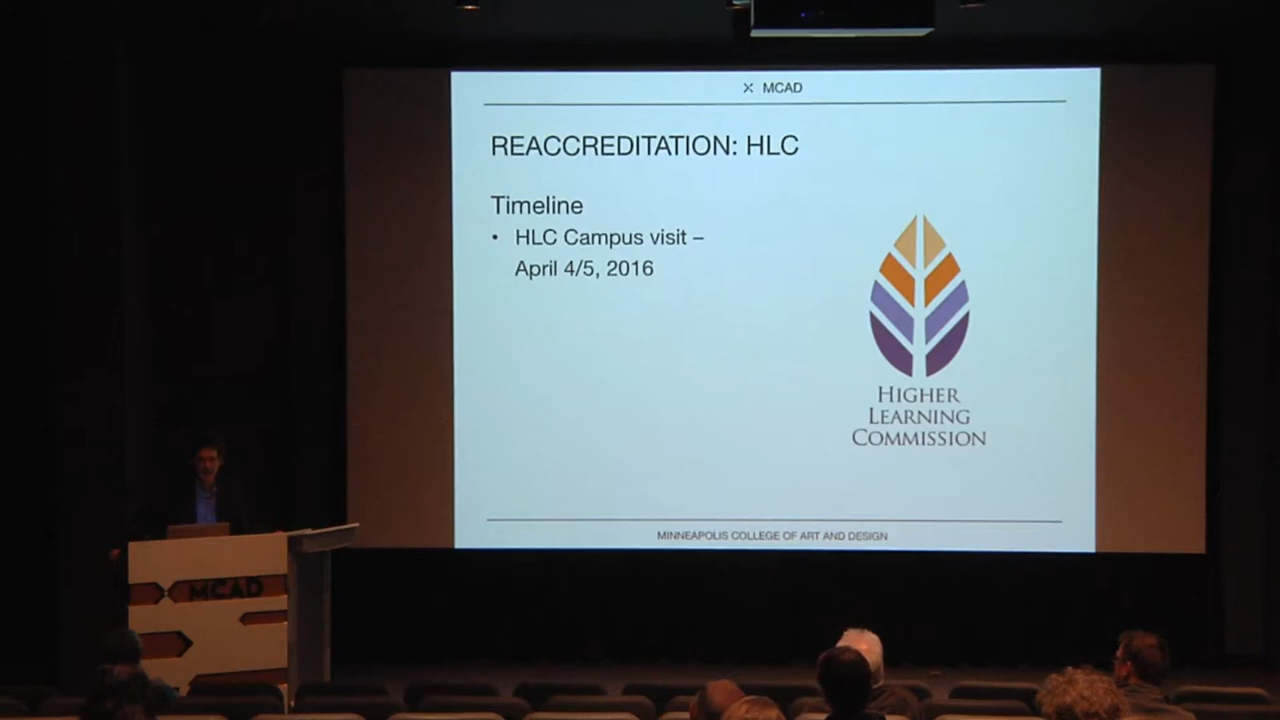 MCAD
REACCREDITATION: HLC
Timeline
• HLC Campus visit –
April 4/5, 2016
HIGHER
LEARNING
COMMISSION
MINNEAPOLIS COLLEGE OF ART AND DESIGN
MCAD